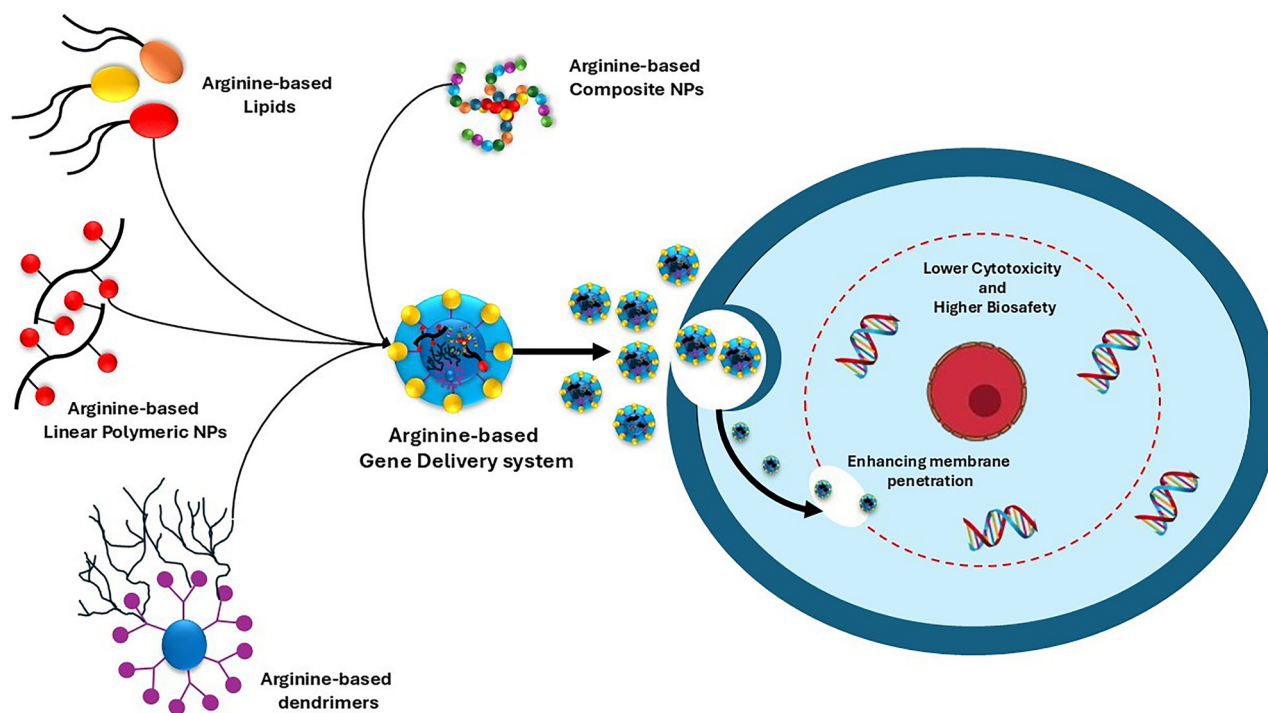 Arginine-based
Lipids
Arginine-based
Composite NPs
Arginine-based
Linear Polymeric NPs
Arginine-based
Gene Delivery system
Arginine-based
dendrimers
Lower Cytotoxicity
and
Higher Biosafety
Enhancing membrane
penetration